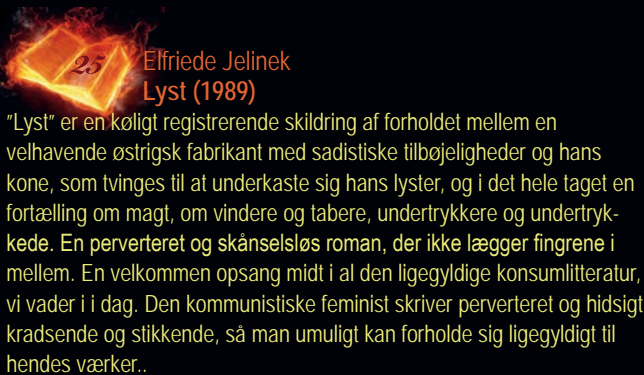 25
Elfriede Jelinek
Lyst (1989)
"Lyst" er en køligt registrerende skildring af forholdet mellem en
velhavende østrigsk fabrikant med sadistiske tilbøjeligheder og hans
kone, som tvinges til at underkaste sig hans lyster, og i det hele taget en
fortælling om magt, om vindere og tabere, undertrykkere og undertryk-
kede. En perverteret og skånselsløs roman, der ikke lægger fingrene i
mellem. En velkommen opsang midt i al den ligegyldige konsumlitteratur,
vi vader i i dag. Den kommunistiske feminist skriver perverteret og hidsigt
kradsende og stikkende, så man umuligt kan forholde sig ligegyldigt til
hendes værker..